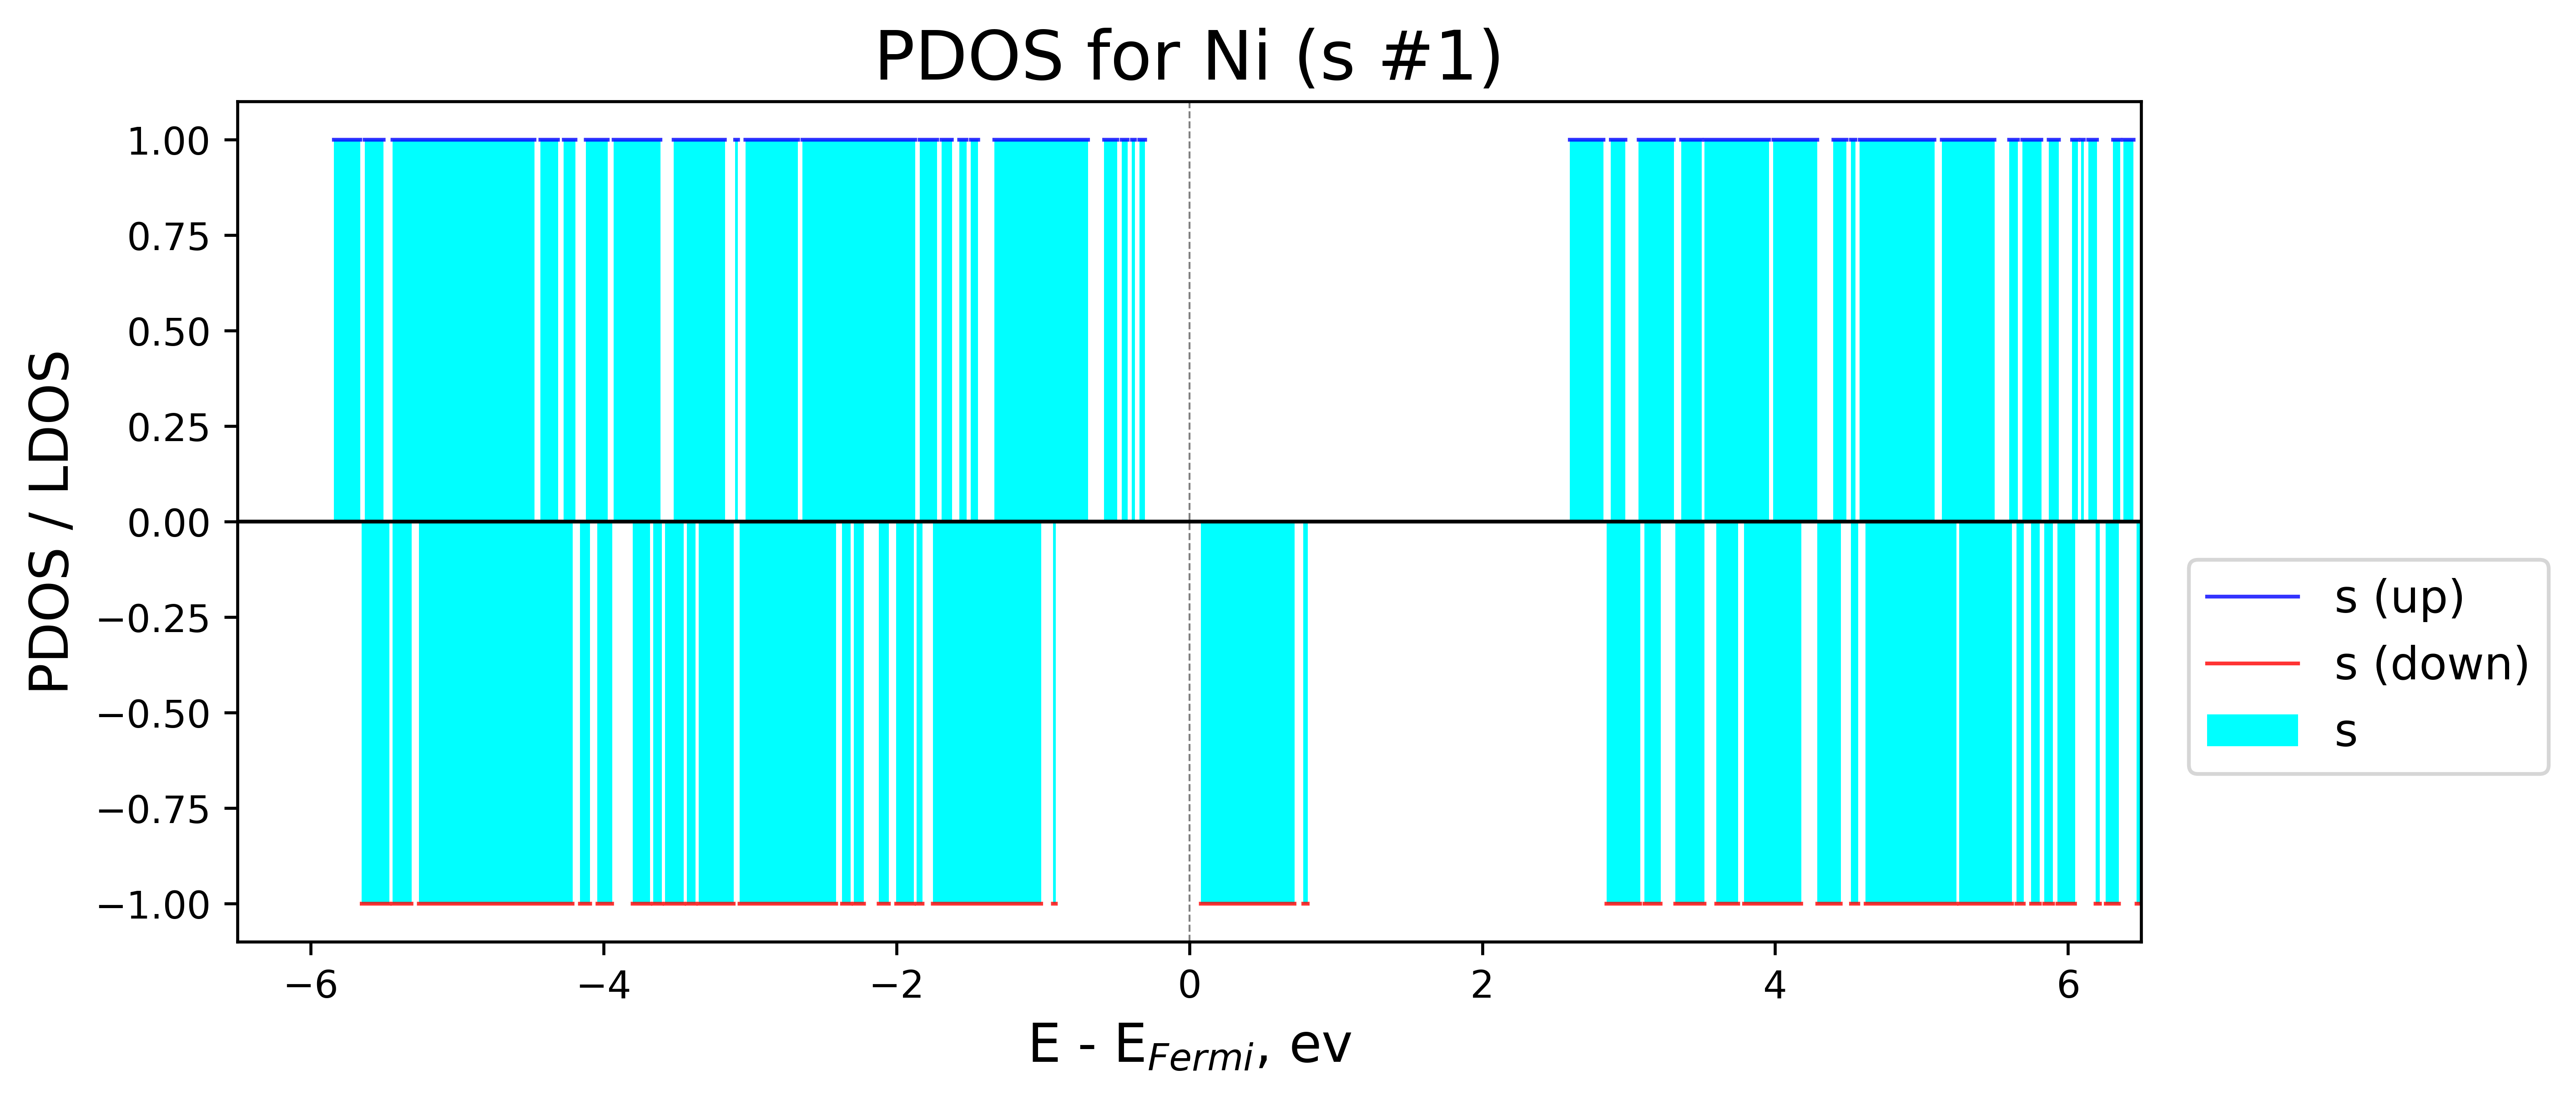 PDOS for Ni (s #1)
PDOS / LDOS
1.00
0.75
0.50
0.25
0.00
−0.25
−0.50
−0.75
−1.00
−6 −4 −2 0 2 4 6
E - E_Fermi, ev
s (up)
s (down)
s